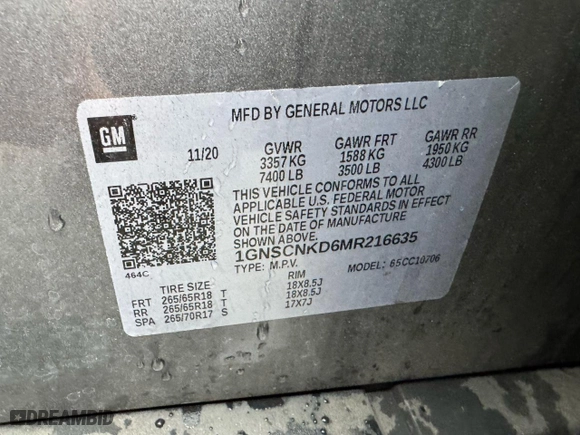 MFD BY GENERAL MOTORS LLC
GM
11/20 GVWR GAWR FRT GAWR RR
3357 KG 1588 KG 1950 KG
7400 LB 3500 LB 4300 LB
THIS VEHICLE CONFORMS TO ALL
APPLICABLE U.S. FEDERAL MOTOR
VEHICLE SAFETY STANDARDS IN EFFECT
ON THE DATE OF MANUFACTURE
SHOWN ABOVE.
1GNSCNKD6MR216635
TYPE: M.P.V. MODEL: 65CC10706
464C
TIRE SIZE RIM
FRT 265/65R18 T 18X8.5J
RR 265/65R18 T 18X8.5J
SPA 265/70R17 S 17X7J
DREAMBID